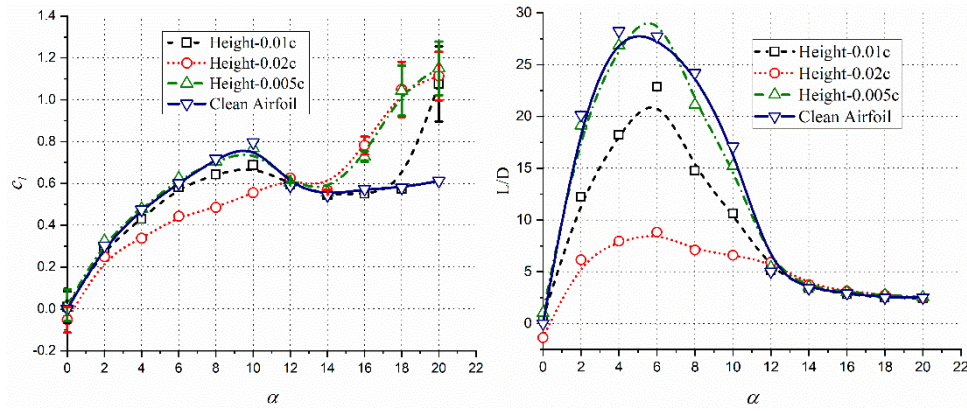 Height-0.01c
Height-0.02c
Height-0.005c
Clean Airfoil
c_l
1.4
1.2
1.0
0.8
0.6
0.4
0.2
0.0
-0.2
0 2 4 6 8 10 12 14 16 18 20 22
α
Height-0.01c
Height-0.02c
Height-0.005c
Clean Airfoil
L/D
30
25
20
15
10
5
0
0 2 4 6 8 10 12 14 16 18 20 22
α